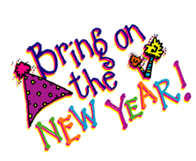 Bring on
the
NEW YEAR!